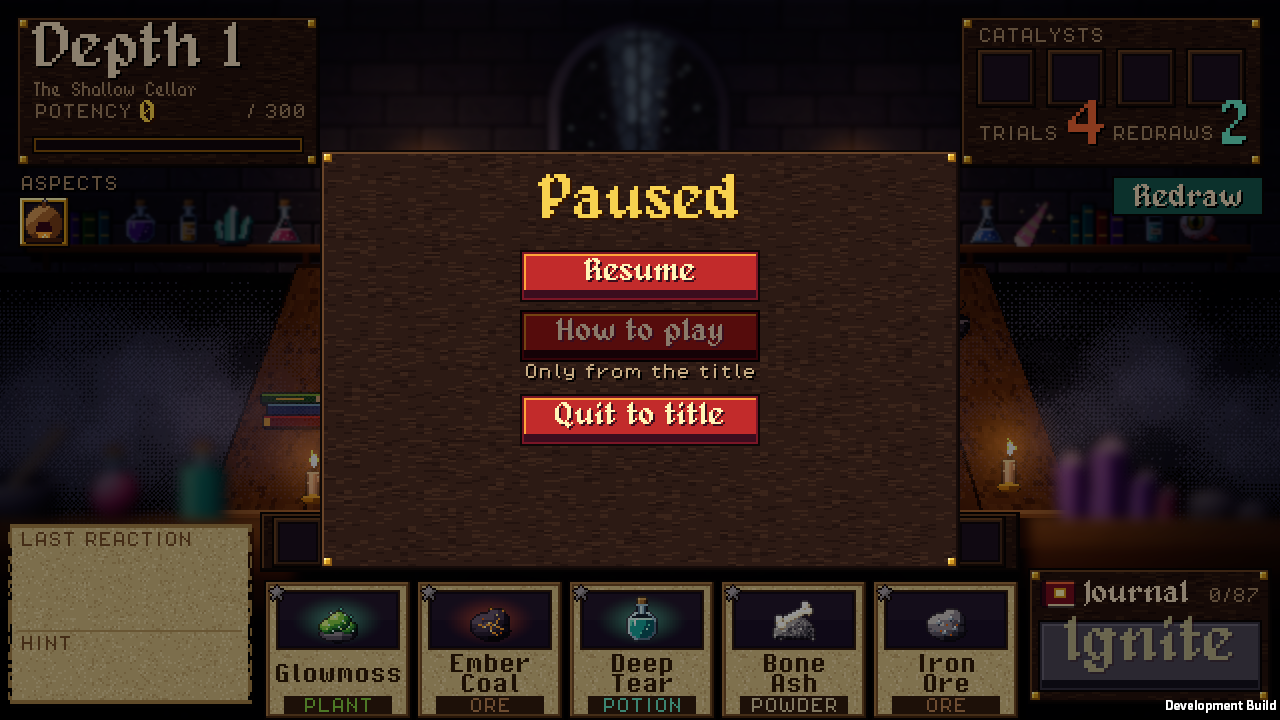 Depth 1
The Shallow Cellar
POTENCY 0 / 300
ASPECTS
CATALYSTS
TRIALS 4 REDRAWS 2
Redraw
Paused
Resume
How to play
Only from the title
Quit to title
LAST REACTION
HINT
Glowmoss
PLANT
Ember
Coal
ORE
Deep
Tear
POTION
Bone
Ash
POWDER
Iron
Ore
ORE
Journal 0/87
Ignite
Development Build